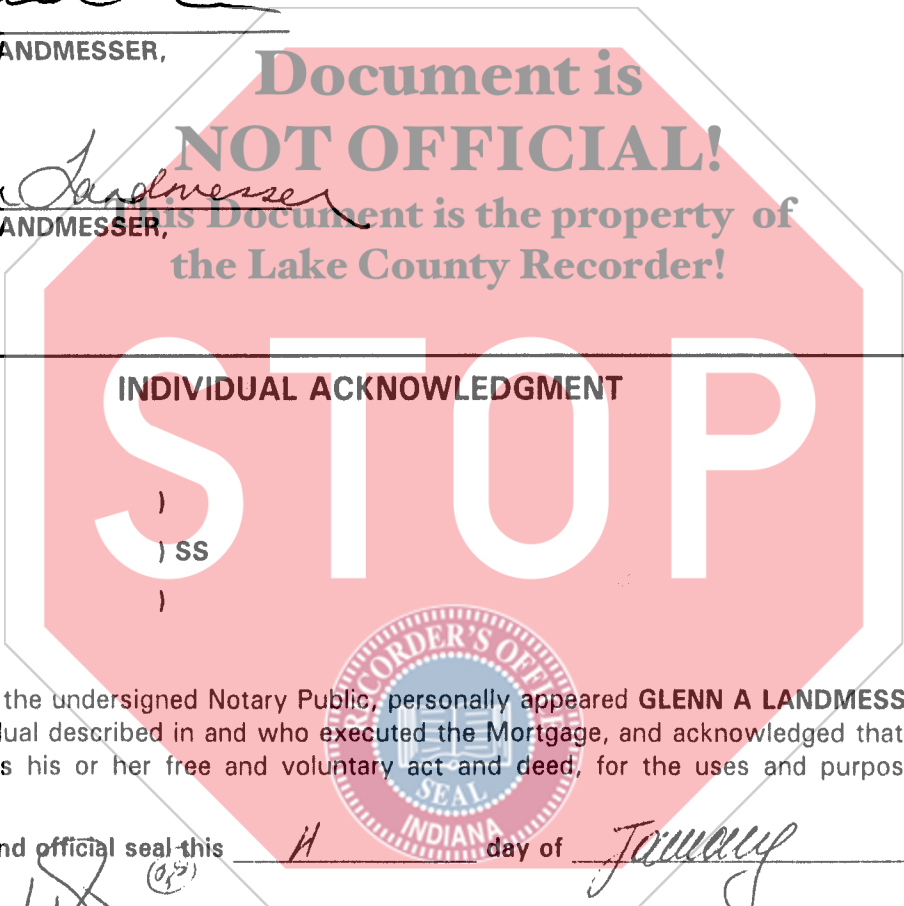 ANDMESSER,
Document is
NOT OFFICIAL!
Landmesser
This Document is the property of
ANDMESSER,
the Lake County Recorder!
INDIVIDUAL ACKNOWLEDGMENT
STOP
)
) SS
)
RECORDER'S OFFICE
the undersigned Notary Public, personally appeared GLENN A LANDMESS
ual described in and who executed the Mortgage, and acknowledged that
s his or her free and voluntary act and deed, for the uses and purpos
SEAL
INDIANA
nd official seal this day of January